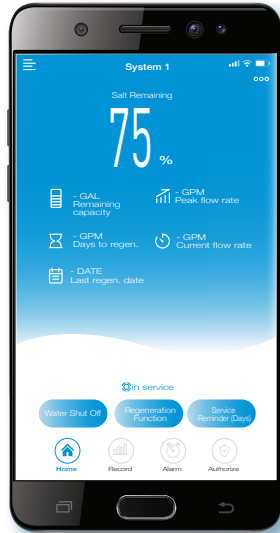 System 1
Salt Remaining
75 %
- GAL.
Remaining
capacity
- GPM
Peak flow rate
- GPM
Days to regen.
- GPM
Current flow rate
- DATE
Last regen. date
in service
Water Shut Off
Regeneration
Function
Service
Reminder (Days)
Home
Record
Alarm
Authorize